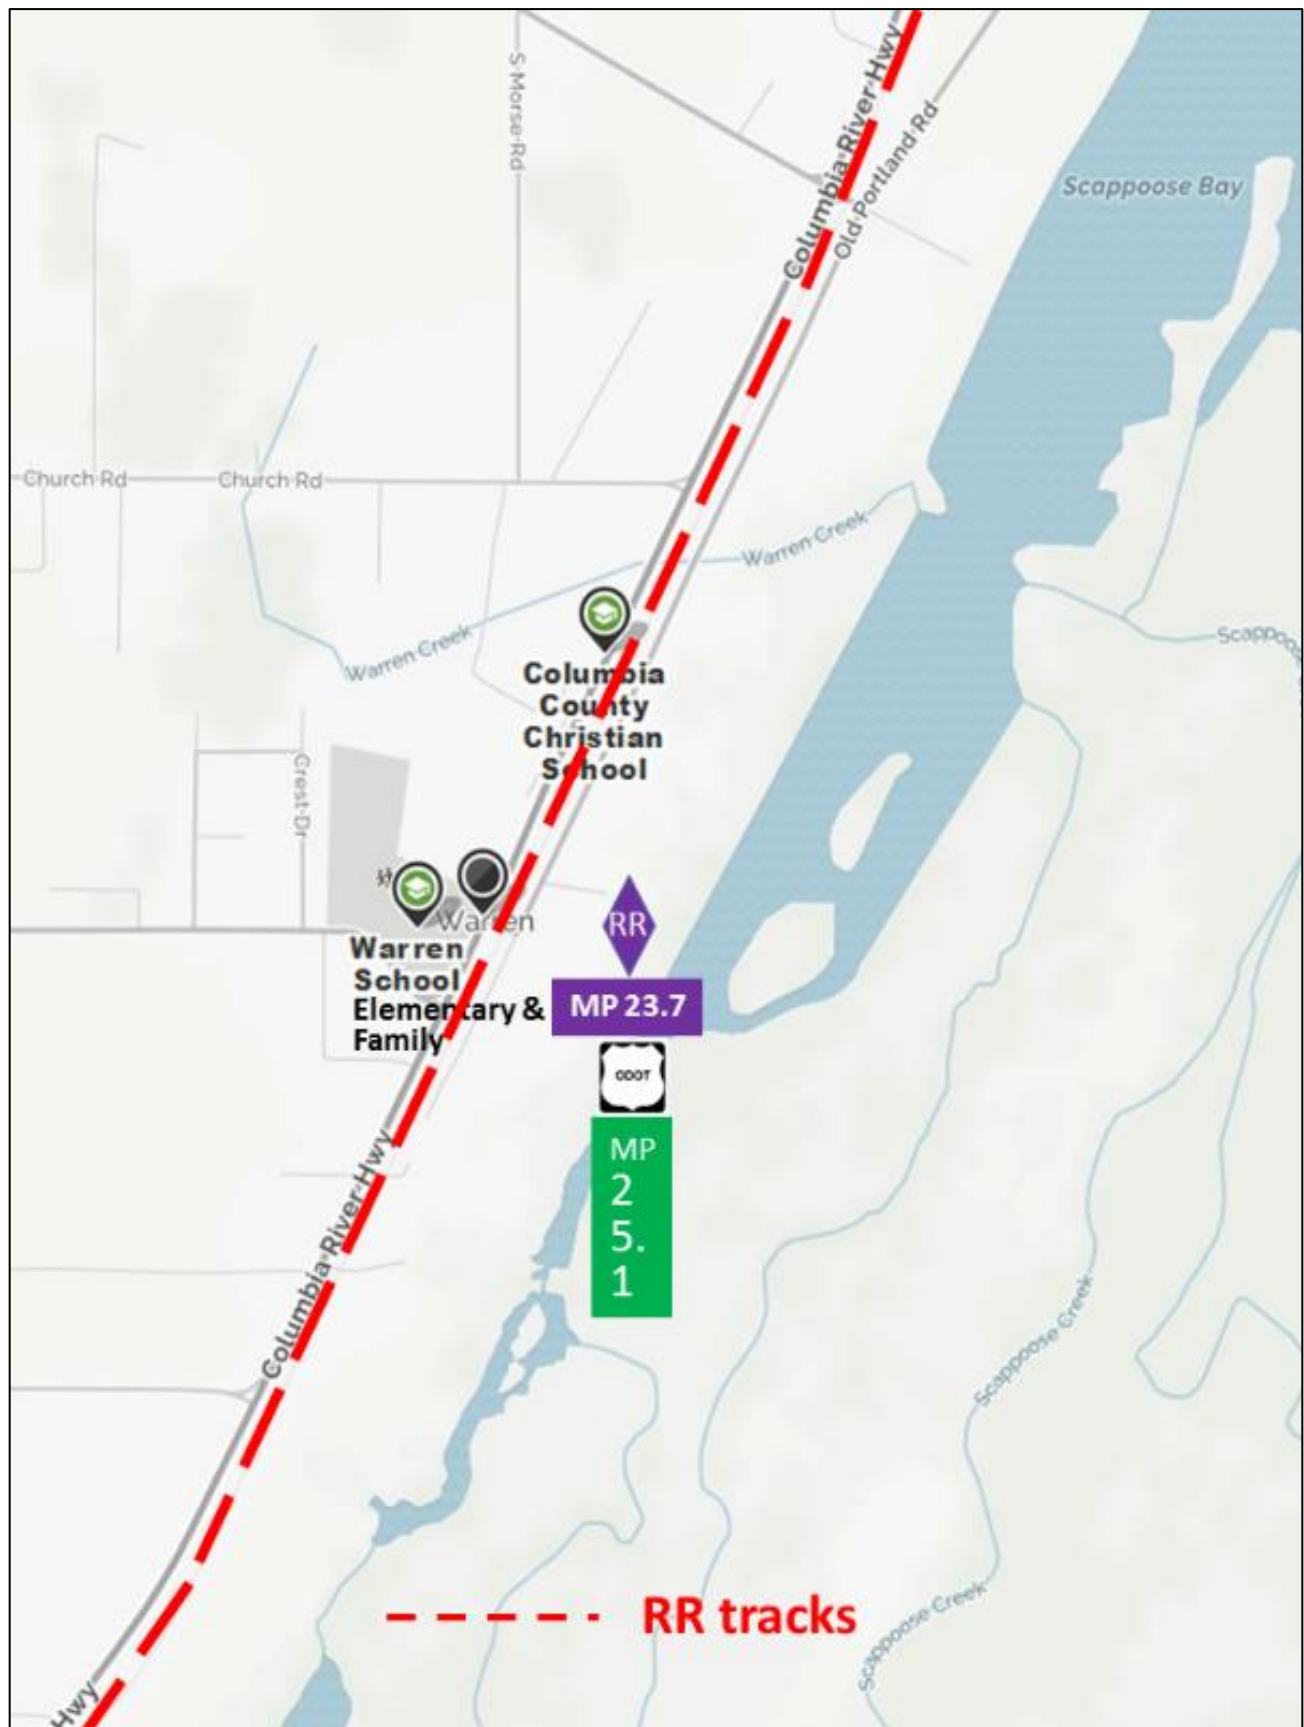 S Morse Rd
Columbia River Hwy
Old Portland Rd
Scappoose Bay
Church Rd
Church Rd
Warren Creek
Warren Creek
Scappoo
Columbia
County
Christian
School
Crest Dr
Warren
Warren
School
Elementary &
Family
RR
MP 23.7
ODOT
MP
2
5.
1
Columbia River Hwy
Scappoose Creek
Scappoose Creek
RR tracks
Hwy